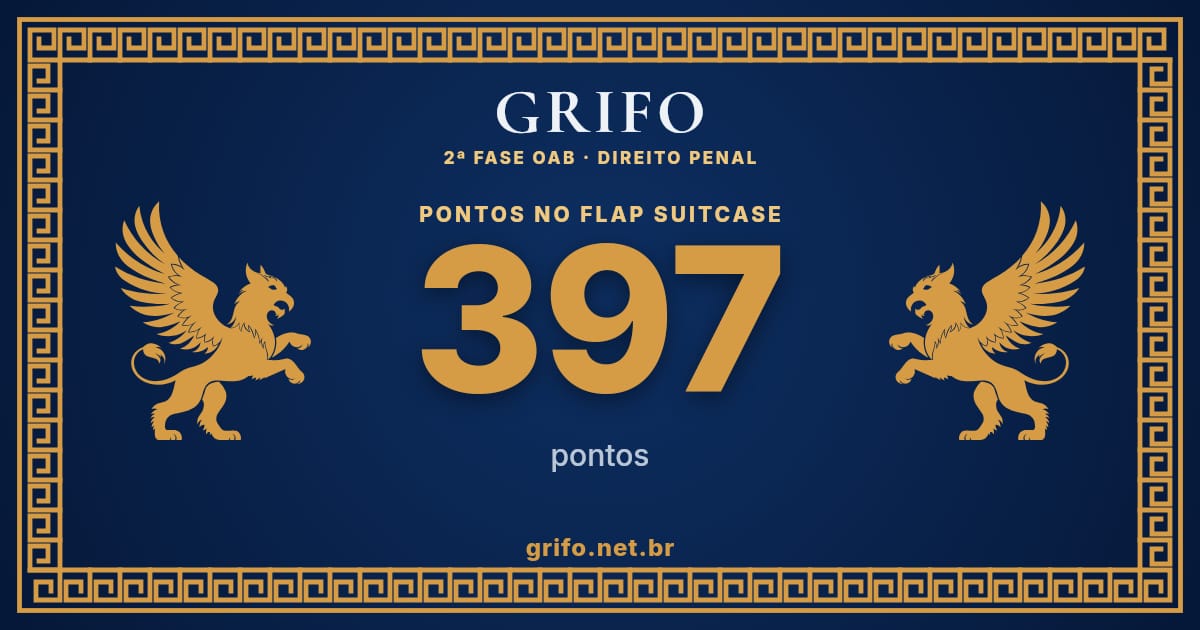 GRIFO
2ª FASE OAB · DIREITO PENAL
PONTOS NO FLAP SUITCASE
397
pontos
grifo.net.br